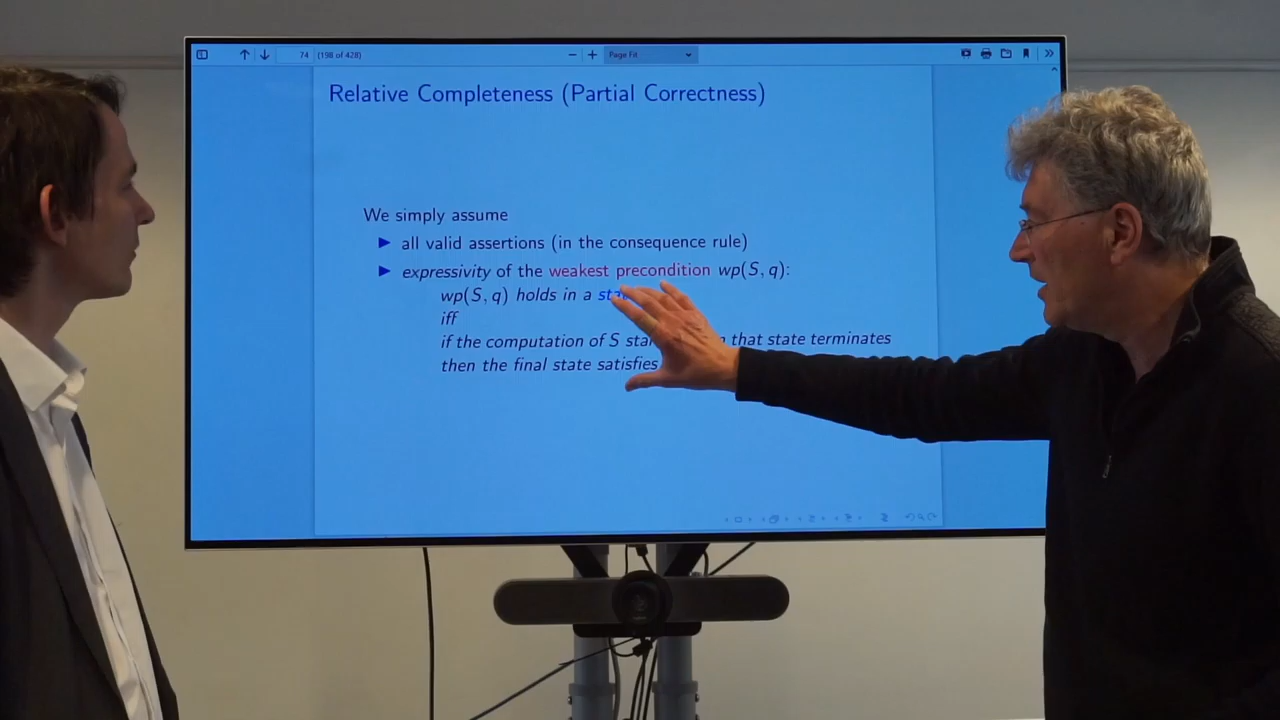 74 (198 of 428)
Page Fit
Relative Completeness (Partial Correctness)
We simply assume
▶ all valid assertions (in the consequence rule)
▶ expressivity of the weakest precondition wp(S, q):
wp(S, q) holds in a
iff
if the computation of S that state terminates
then the final state satisfies